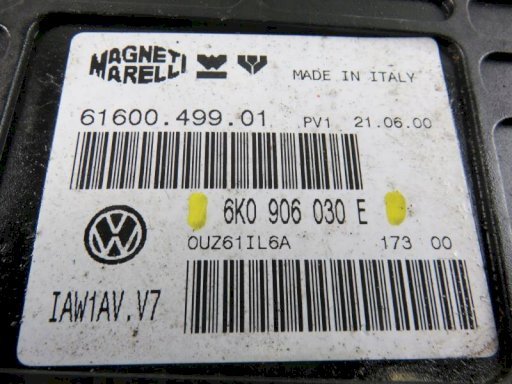 MAGNETI
MARELLI
MADE IN ITALY
61600.499.01 PV1 21.06.00
6K0 906 030 E
0UZ61IL6A 173 00
IAW1AV.V7